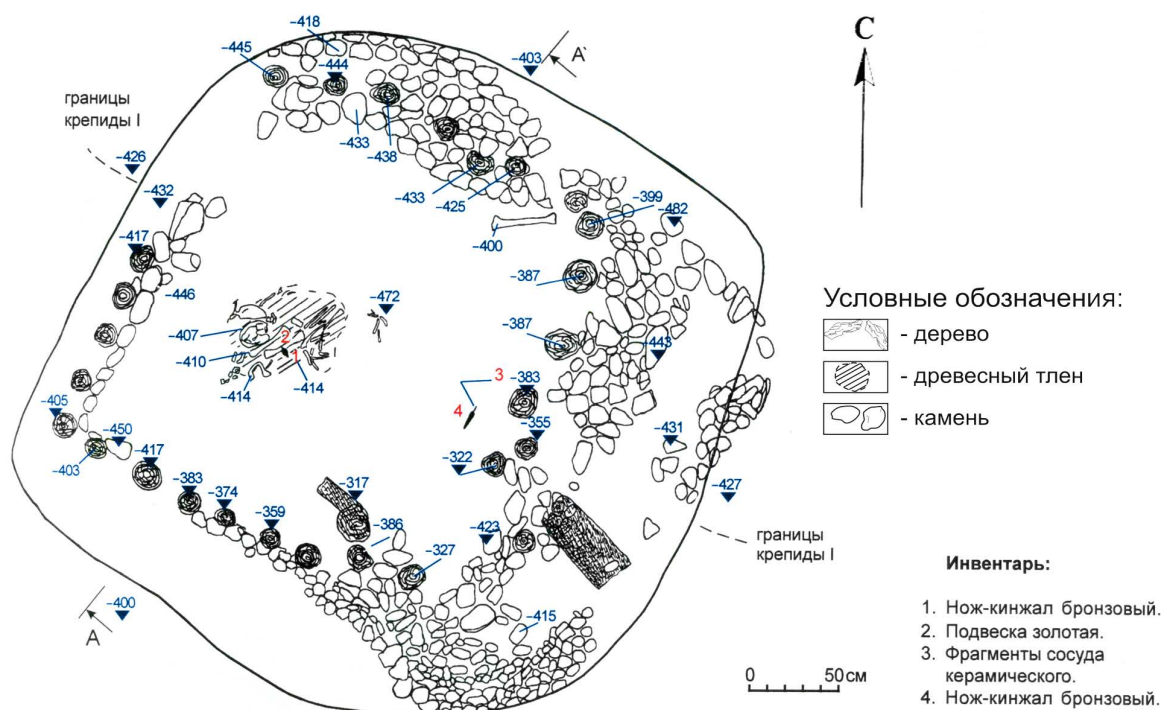 -418
-445
-444
А`
-403
С
границы
крепиды I
-433
-438
-426
-433
-425
-432
-399
-482
-400
-417
-446
-387
-472
Условные обозначения:
- дерево
-407
2
-387
-443
-410
1
- древесный тлен
-414
-414
3
-383
4
- камень
-405
-450
-355
-431
-403
-417
-322
-383
-317
-427
-374
-359
-386
-423
границы
крепиды I
-327
Инвентарь:
-400
А
-415
1. Нож-кинжал бронзовый.
2. Подвеска золотая.
3. Фрагменты сосуда
керамического.
4. Нож-кинжал бронзовый.
0 50 см